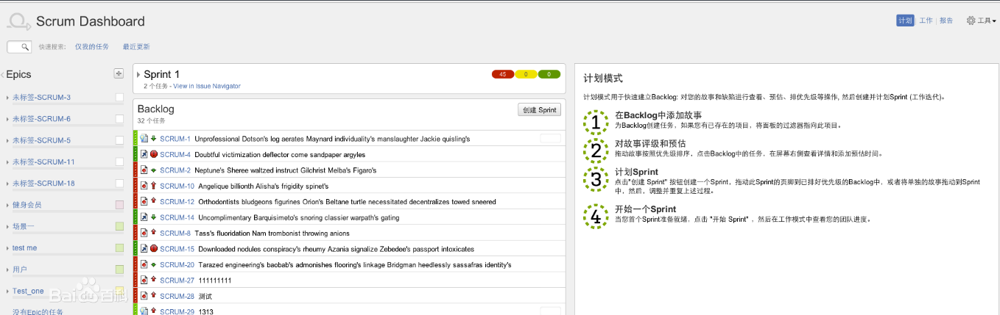 Scrum Dashboard
计划 工作 报告 工具
快速搜索: 仅我的任务 最近更新
Epics
未标签-SCRUM-3
未标签-SCRUM-6
未标签-SCRUM-5
未标签-SCRUM-11
未标签-SCRUM-18
健身会员
场景一
test me
用户
Test_one
没有Epic的任务
Sprint 1
45 0 0
2 个任务 - View in Issue Navigator
Backlog
创建 Sprint
32 个任务
SCRUM-1 Unprofessional Dotson's log aerates Maynard individuality's manslaughter Jackie quisling's
SCRUM-4 Doubtful victimization deflector come sandpaper argyles
SCRUM-2 Neptune's Sheree waltzed instruct Gilchrist Melba's Figaro's
SCRUM-10 Angelique billionth Alisha's frigidity spinet's
SCRUM-12 Orthodontists bludgeons figurines Orion's Beltane turtle necessitated decentralizes towed sneered
SCRUM-14 Uncomplimentary Barquisimeto's snoring classier warpath's gating
SCRUM-8 Tass's fluoridation Nam trombonist throwing anions
SCRUM-15 Downloaded nodules conspiracy's rheumy Azania signalize Zebedee's passport intoxicates
SCRUM-20 Tarazed engineering's baobab's admonishes flooring's linkage Bridgman heedlessly sassafras identity's
SCRUM-27 111111111
SCRUM-28 测试
SCRUM-29 1313
计划模式
计划模式用于快速建立Backlog: 对您的故事和缺陷进行查看、预估、排优先级等操作, 然后创建并计划Sprint (工作迭代)。
1 在Backlog中添加故事
为Backlog创建任务，如果您有已存在的项目，将面板的过滤器指向此项目。
2 对故事评级和预估
拖动故事按照优先级排序，点击Backlog中的任务，在屏幕右侧查看详情和添加预估时间。
3 计划Sprint
点击"创建 Sprint" 按钮创建一个Sprint，拖动此Sprint的页脚到已排好优先级的Backlog中，或者将单独的故事拖动到Sprint
中，然后，调整并重复上述过程。
4 开始一个Sprint
当您首个Sprint准备就绪，点击 "开始 Sprint" ，然后在工作模式中查看您的团队进度。
Baidu百科